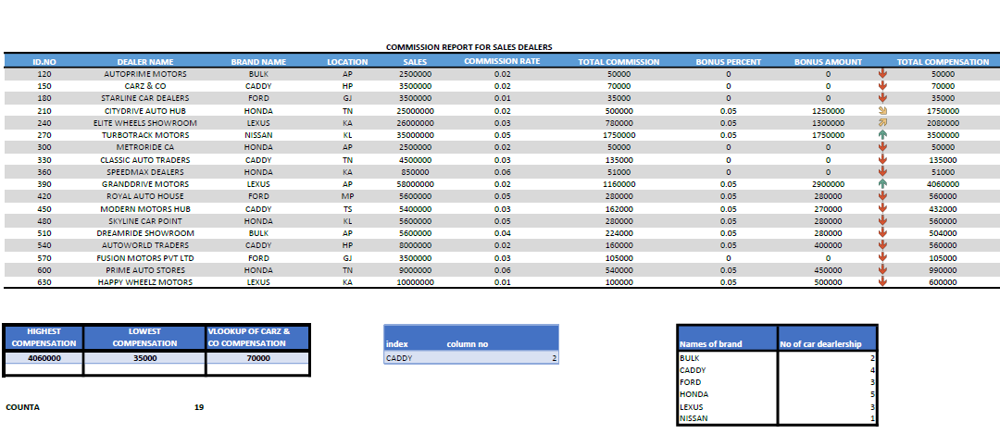 COMMISSION REPORT FOR SALES DEALERS
ID.NO DEALER NAME BRAND NAME LOCATION SALES COMMISSION RATE TOTAL COMMISSION BONUS PERCENT BONUS AMOUNT TOTAL COMPENSATION
120 AUTOPRIME MOTORS BULK AP 2500000 0.02 50000 0 0 50000
150 CARZ & CO CADDY HP 3500000 0.02 70000 0 0 70000
180 STARLINE CAR DEALERS FORD GJ 3500000 0.01 35000 0 0 35000
210 CITYDRIVE AUTO HUB HONDA TN 25000000 0.02 500000 0.05 1250000 1750000
240 ELITE WHEELS SHOWROOM LEXUS KA 26000000 0.03 780000 0.05 1300000 2080000
270 TURBOTRACK MOTORS NISSAN KL 35000000 0.05 1750000 0.05 1750000 3500000
300 METRORIDE CA HONDA AP 2500000 0.02 50000 0 0 50000
330 CLASSIC AUTO TRADERS CADDY TN 4500000 0.03 135000 0 0 135000
360 SPEEDMAX DEALERS HONDA KA 850000 0.06 51000 0 0 51000
390 GRANDDRIVE MOTORS LEXUS AP 58000000 0.02 1160000 0.05 2900000 4060000
420 ROYAL AUTO HOUSE FORD MP 5600000 0.05 280000 0.05 280000 560000
450 MODERN MOTORS HUB CADDY TS 5400000 0.03 162000 0.05 270000 432000
480 SKYLINE CAR POINT HONDA KL 5600000 0.05 280000 0.05 280000 560000
510 DREAMRIDE SHOWROOM BULK AP 5600000 0.04 224000 0.05 280000 504000
540 AUTOWORLD TRADERS CADDY HP 8000000 0.02 160000 0.05 400000 560000
570 FUSION MOTORS PVT LTD FORD GJ 3500000 0.03 105000 0 0 105000
600 PRIME AUTO STORES HONDA TN 9000000 0.06 540000 0.05 450000 990000
630 HAPPY WHEELZ MOTORS LEXUS KA 10000000 0.01 100000 0.05 500000 600000
HIGHEST COMPENSATION LOWEST COMPENSATION VLOOKUP OF CARZ & CO COMPENSATION
4060000 35000 70000
index column no
CADDY 2
Names of brand No of car dearlership
BULK 2
CADDY 4
FORD 3
HONDA 5
LEXUS 3
NISSAN 1
COUNTA 19